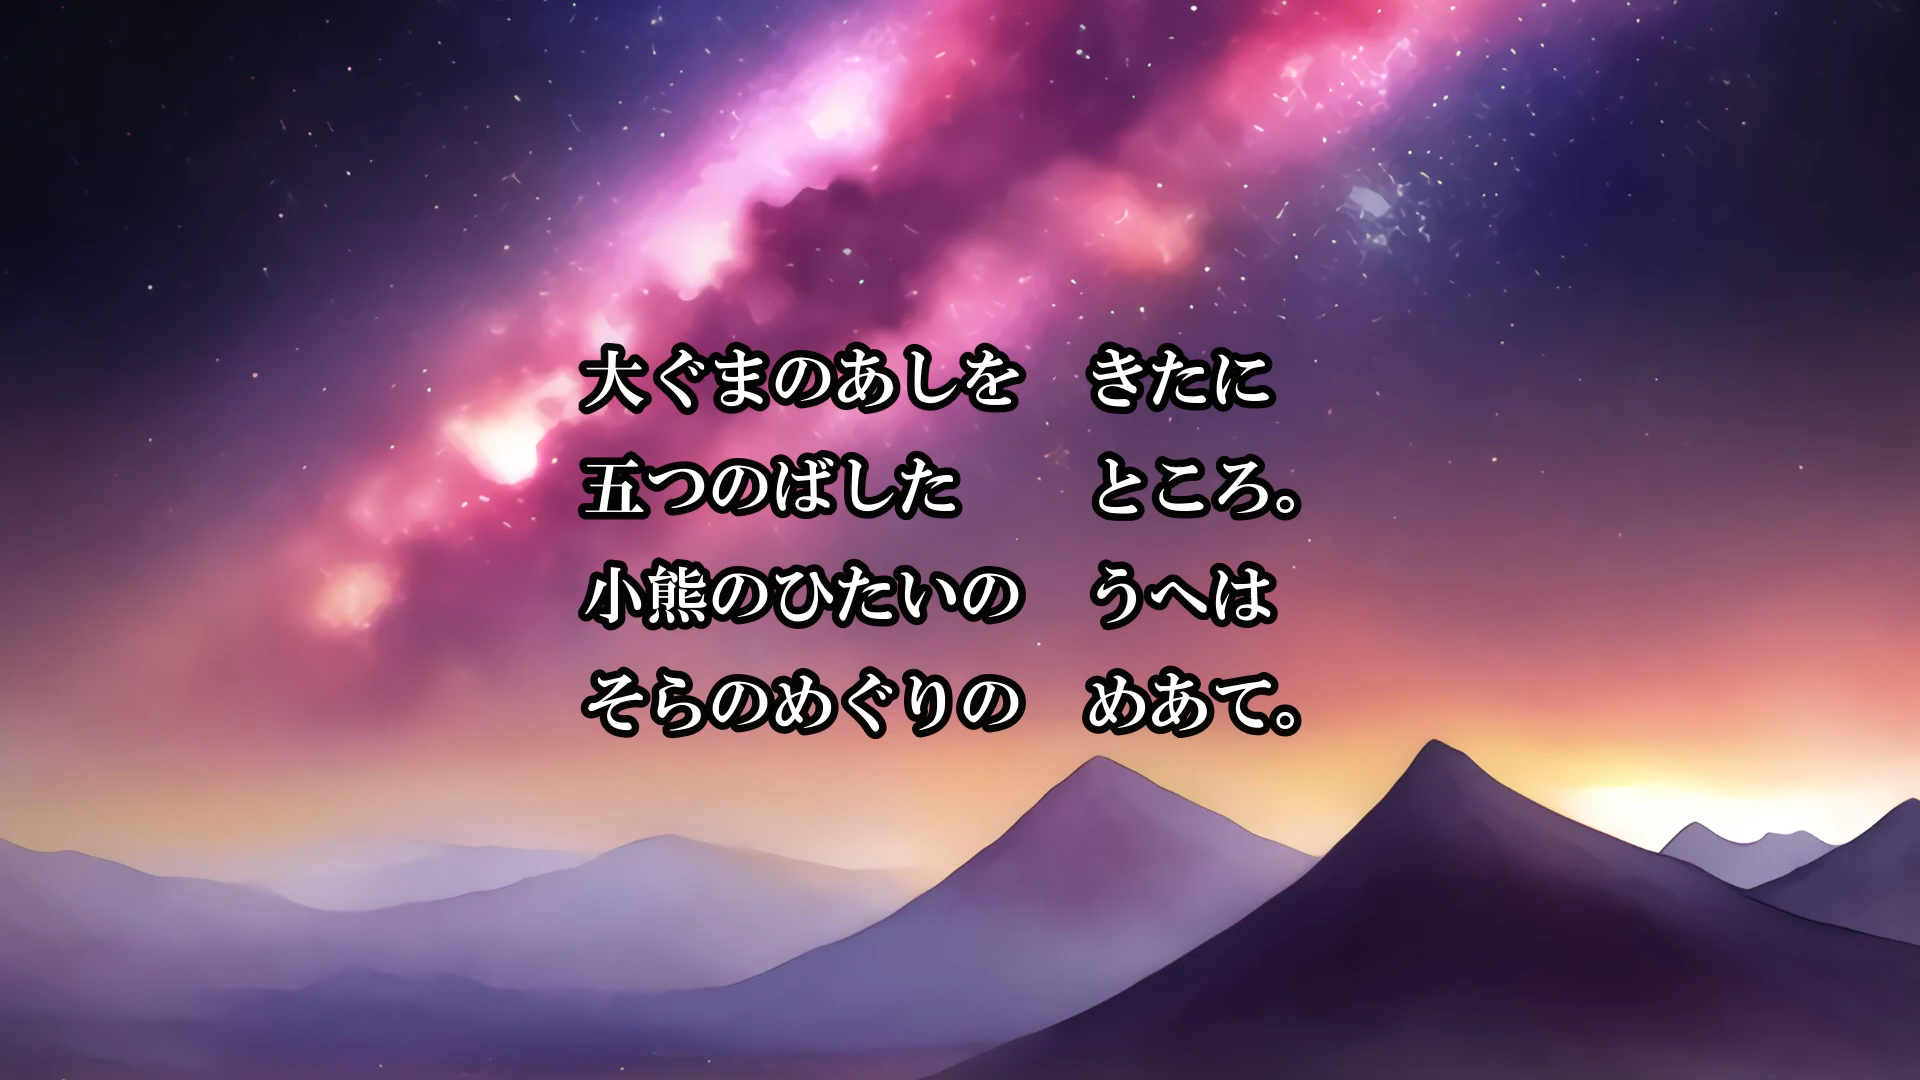 大ぐまのあしを　きたに
五つのばした　　ところ。
小熊のひたいの　うへは
そらのめぐりの　めあて。